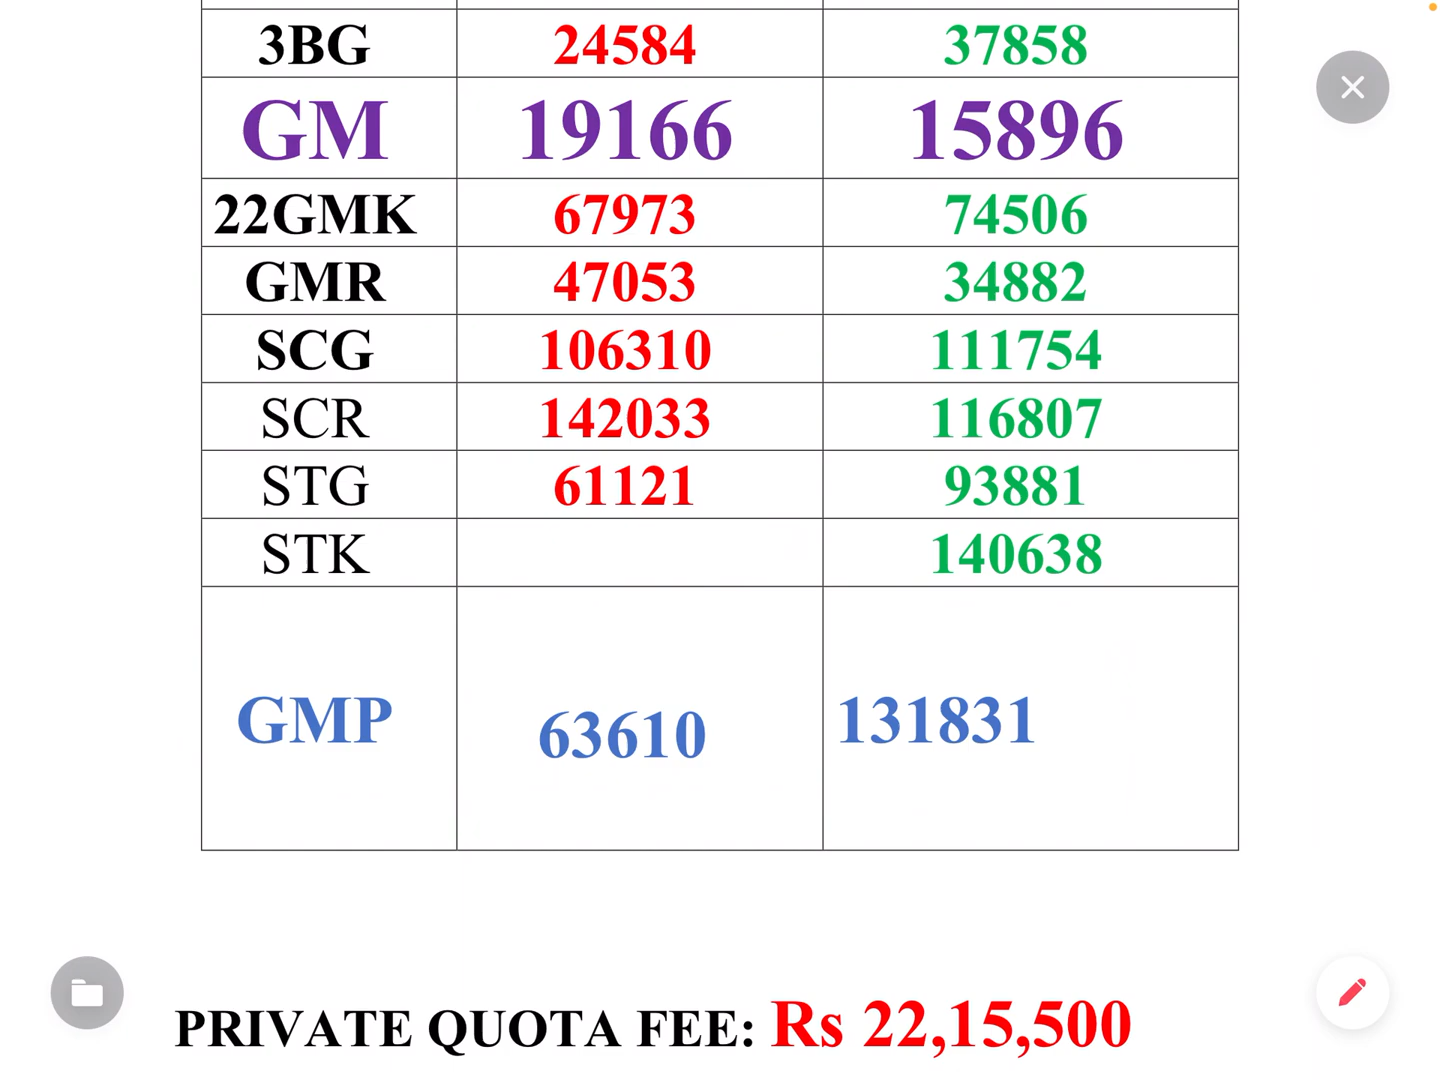 3BG 24584 37858
GM 19166 15896
22GMK 67973 74506
GMR 47053 34882
SCG 106310 111754
SCR 142033 116807
STG 61121 93881
STK 140638
GMP 63610 131831
PRIVATE QUOTA FEE: Rs 22,15,500